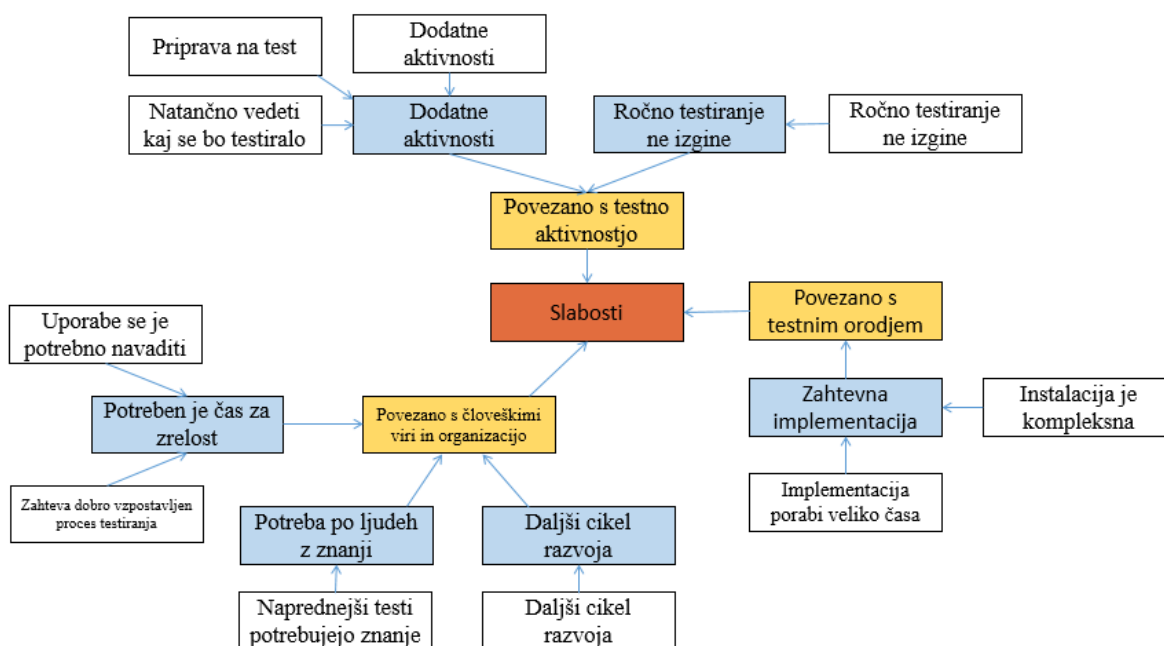 Priprava na test
Dodatne
aktivnosti
Natančno vedeti
kaj se bo testiralo
Dodatne
aktivnosti
Ročno testiranje
ne izgine
Ročno testiranje
ne izgine
Povezano s testno
aktivnostjo
Slabosti
Povezano s
testnim orodjem
Uporabe se je
potrebno navaditi
Potreben je čas za
zrelost
Povezano s človeškimi
viri in organizacijo
Zahtevna
implementacija
Instalacija je
kompleksna
Zahteva dobro vzpostavljen
proces testiranja
Potreba po ljudeh
z znanji
Daljši cikel
razvoja
Implementacija
porabi veliko časa
Naprednejši testi
potrebujejo znanje
Daljši cikel
razvoja